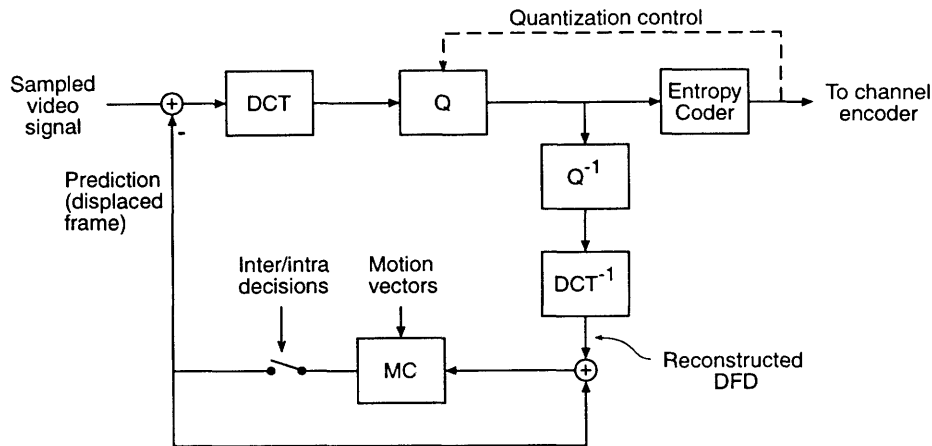 Quantization control
Sampled
video
signal
+
-
DCT
Q
Entropy
Coder
To channel
encoder
Prediction
(displaced
frame)
Q⁻¹
DCT⁻¹
Inter/intra
decisions
Motion
vectors
MC
+
Reconstructed
DFD